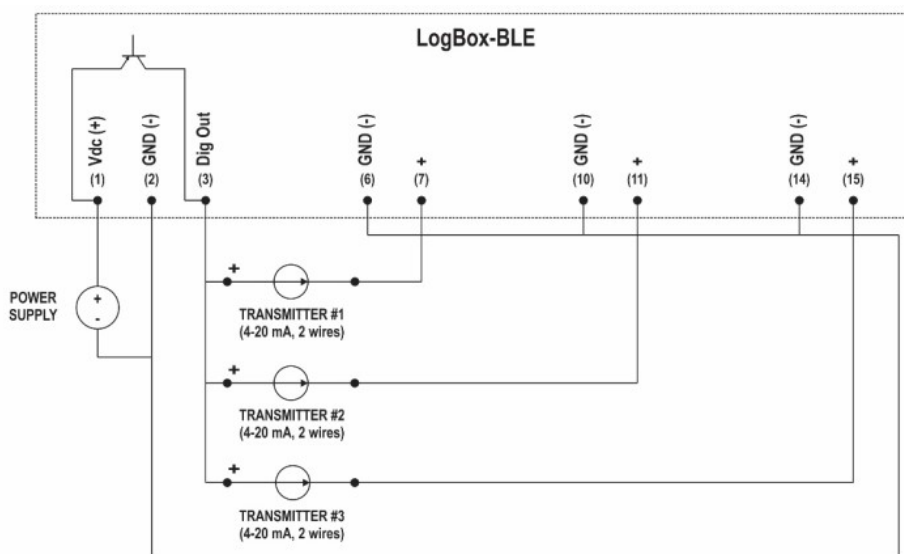 LogBox-BLE
Vdc (+)
(1)
GND (-)
(2)
Dig Out
(3)
GND (-)
(6)
+
(7)
GND (-)
(10)
+
(11)
GND (-)
(14)
+
(15)
POWER
SUPPLY
+
-
+
TRANSMITTER #1
(4-20 mA, 2 wires)
+
TRANSMITTER #2
(4-20 mA, 2 wires)
+
TRANSMITTER #3
(4-20 mA, 2 wires)